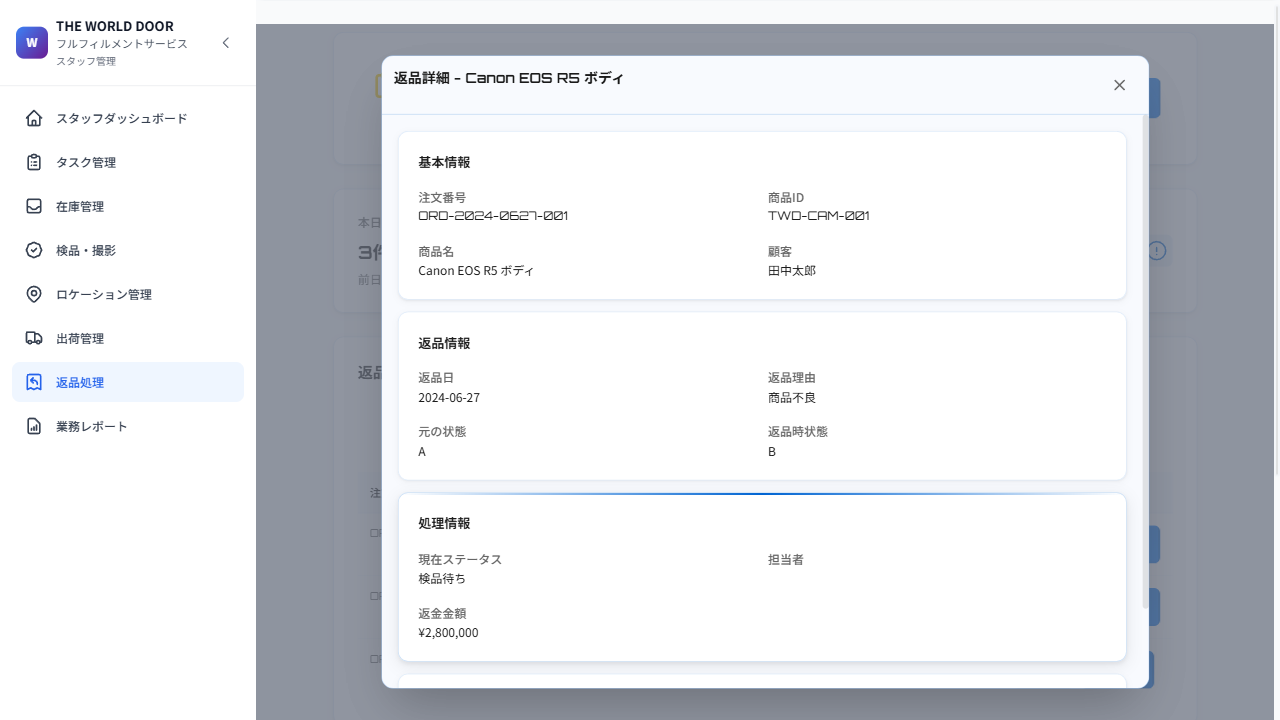 THE WORLD DOOR
フルフィルメントサービス
スタッフ管理
W
スタッフダッシュボード
タスク管理
在庫管理
検品・撮影
ロケーション管理
出荷管理
返品処理
業務レポート
返品詳細 - Canon EOS R5 ボディ
基本情報
注文番号
商品ID
ORD-2024-0627-001
TWD-CAM-001
商品名
顧客
Canon EOS R5 ボディ
田中太郎
返品情報
返品日
返品理由
2024-06-27
商品不良
元の状態
返品時状態
A
B
処理情報
現在ステータス
担当者
検品待ち
返金金額
¥2,800,000
本日
3件
前日
返品
注